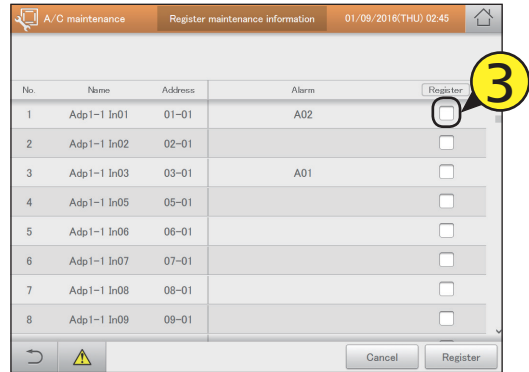 A/C maintenance Register maintenance information 01/09/2016(THU) 02:45
3
No. Name Address Alarm Register
1 Adp1-1 In01 01-01 A02
2 Adp1-1 In02 02-01
3 Adp1-1 In03 03-01 A01
4 Adp1-1 In05 05-01
5 Adp1-1 In06 06-01
6 Adp1-1 In07 07-01
7 Adp1-1 In08 08-01
8 Adp1-1 In09 09-01
Cancel Register